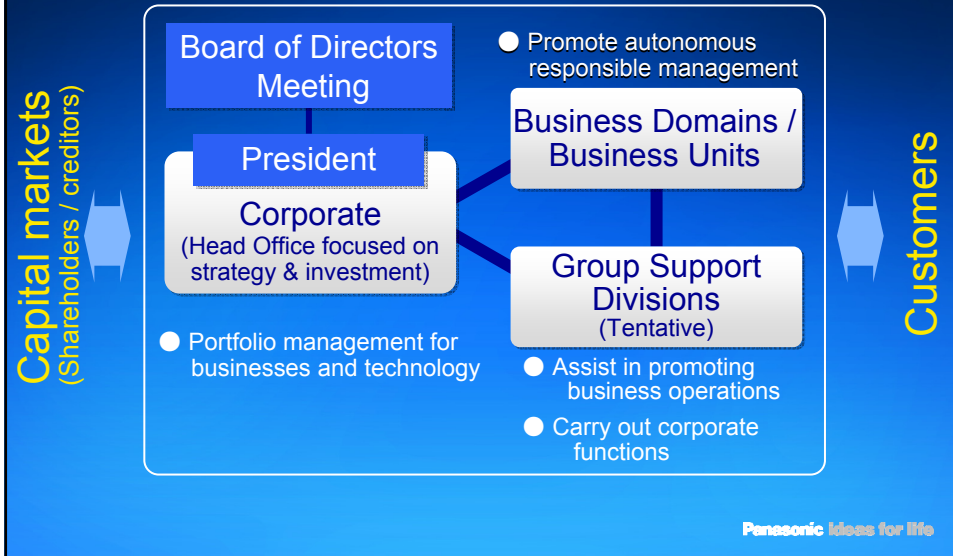 Capital markets
(Shareholders / creditors)
Board of Directors
Meeting
President
Corporate
(Head Office focused on
strategy & investment)
● Portfolio management for
businesses and technology
● Promote autonomous
responsible management
Business Domains /
Business Units
Group Support
Divisions
(Tentative)
● Assist in promoting
business operations
● Carry out corporate
functions
Customers
Panasonic ideas for life